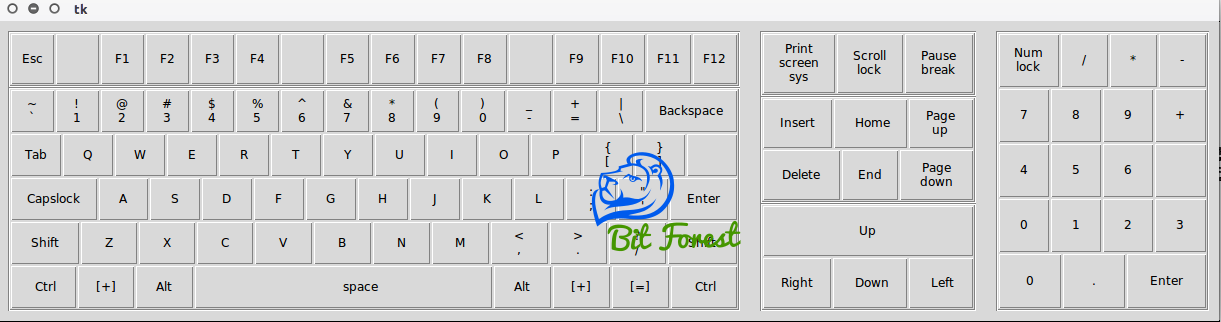 tk
Esc F1 F2 F3 F4 F5 F6 F7 F8 F9 F10 F11 F12
~ ! @ # $ % ^ & * ( ) _ + |
` 1 2 3 4 5 6 7 8 9 0 - = \ Backspace
Tab Q W E R T Y U I O P { }
[
Capslock A S D F G H J K L Enter
Shift Z X C V B N M < > ?
, . /
Bit Forest
Ctrl [+] Alt space Alt [+] [=] Ctrl
Print
screen
sys
Scroll
lock
Pause
break
Insert Home Page
up
Delete End Page
down
Up
Right Down Left
Num
lock
/ * -
7 8 9 +
4 5 6
0 1 2 3
0 . Enter